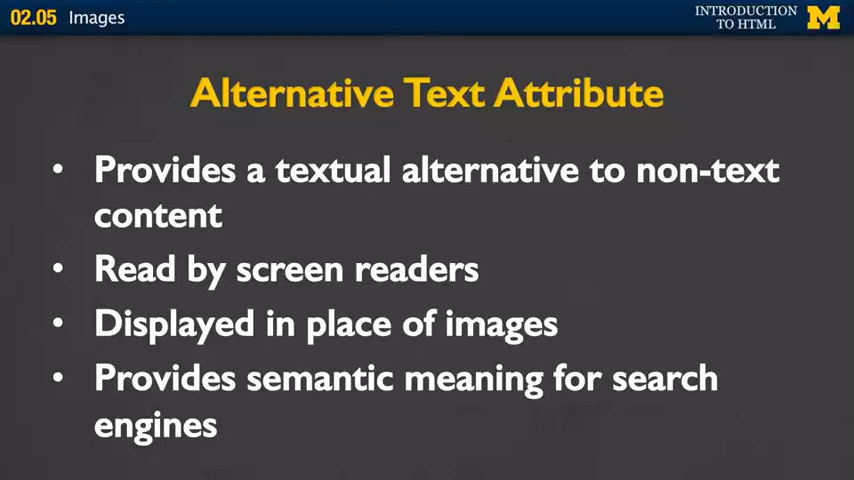 02.05 Images
INTRODUCTION
TO HTML
M
Alternative Text Attribute
• Provides a textual alternative to non-text
content
• Read by screen readers
• Displayed in place of images
• Provides semantic meaning for search
engines